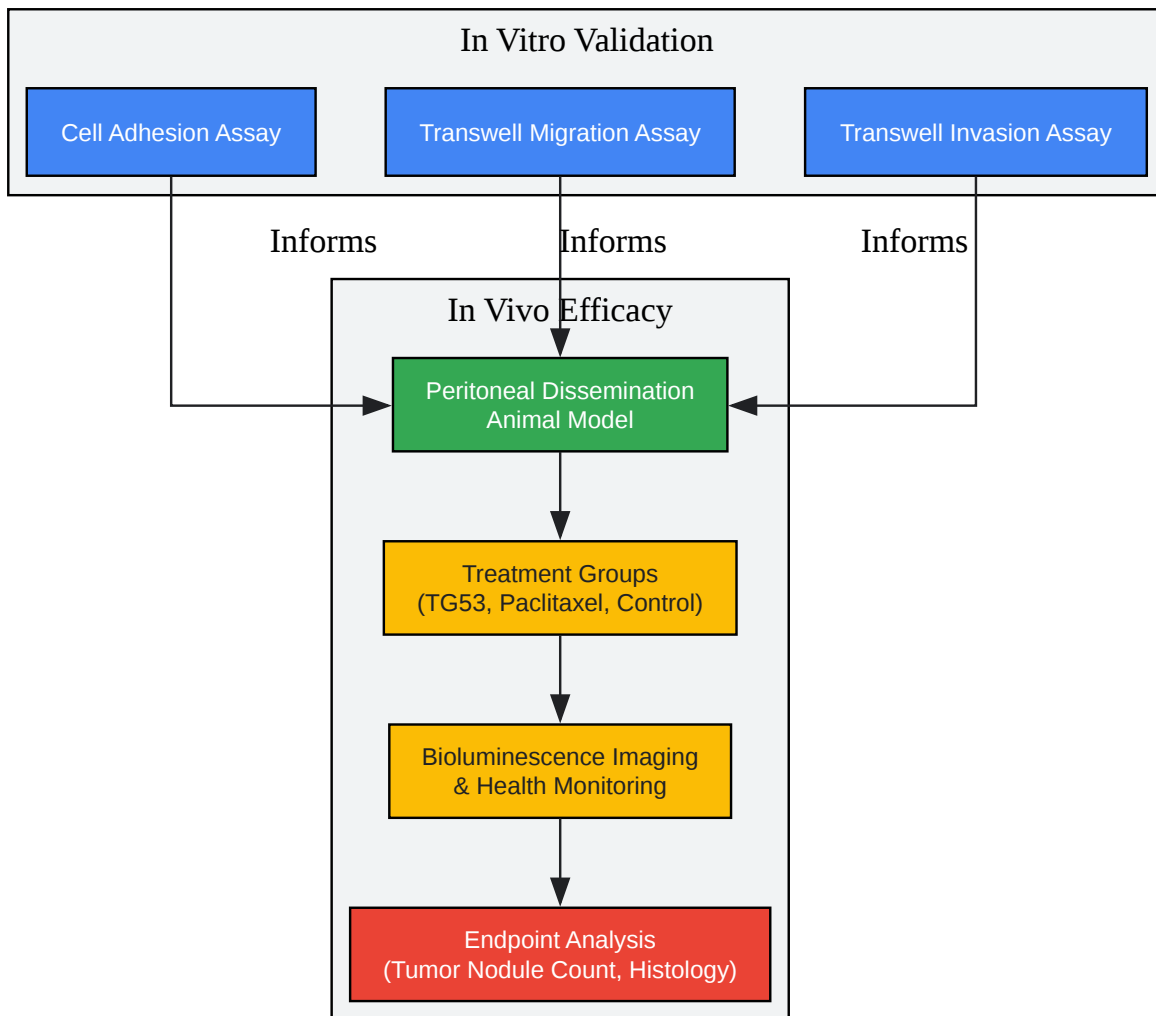 In Vitro Validation
Cell Adhesion Assay
Transwell Migration Assay
Transwell Invasion Assay
Informs
Informs
Informs
In Vivo Efficacy
Peritoneal Dissemination
Animal Model
Treatment Groups
(TG53, Paclitaxel, Control)
Bioluminescence Imaging
& Health Monitoring
Endpoint Analysis
(Tumor Nodule Count, Histology)